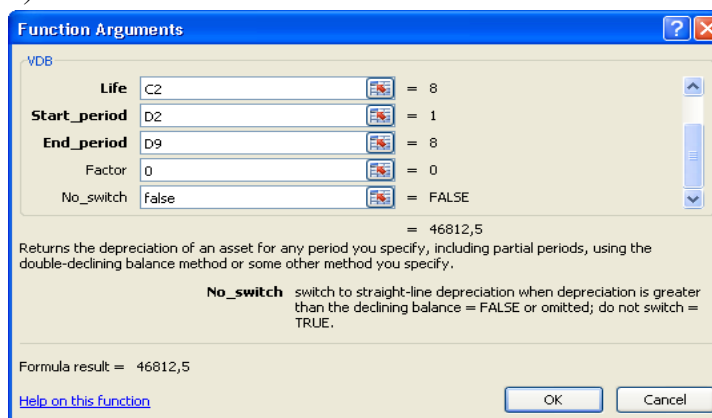 Function Arguments
VDB
Life C2 = 8
Start_period D2 = 1
End_period D9 = 8
Factor 0 = 0
No_switch false = FALSE
= 46812,5
Returns the depreciation of an asset for any period you specify, including partial periods, using the
double-declining balance method or some other method you specify.
No_switch switch to straight-line depreciation when depreciation is greater
than the declining balance = FALSE or omitted; do not switch =
TRUE.
Formula result = 46812,5
Help on this function OK Cancel